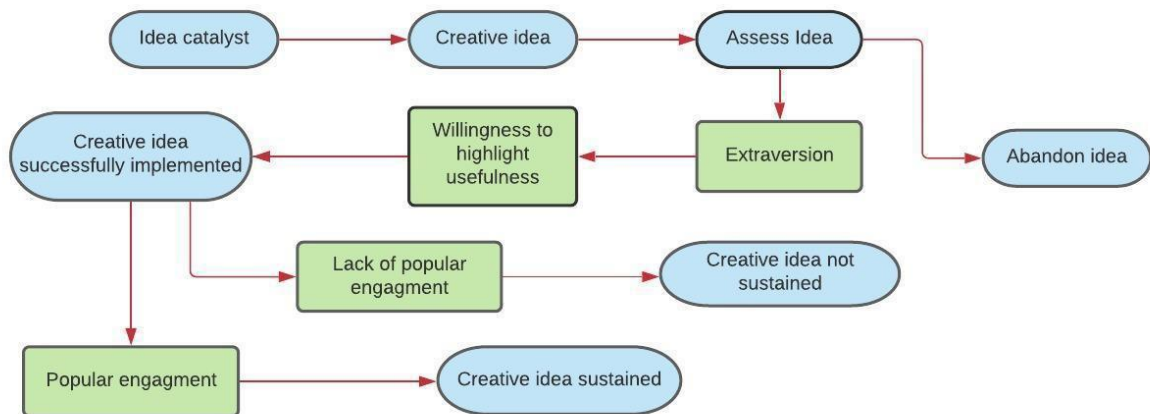 Idea catalyst
Creative idea
Assess Idea
Creative idea
successfully implemented
Willingness to
highlight
usefulness
Extraversion
Abandon idea
Lack of popular
engagment
Creative idea not
sustained
Popular engagment
Creative idea sustained